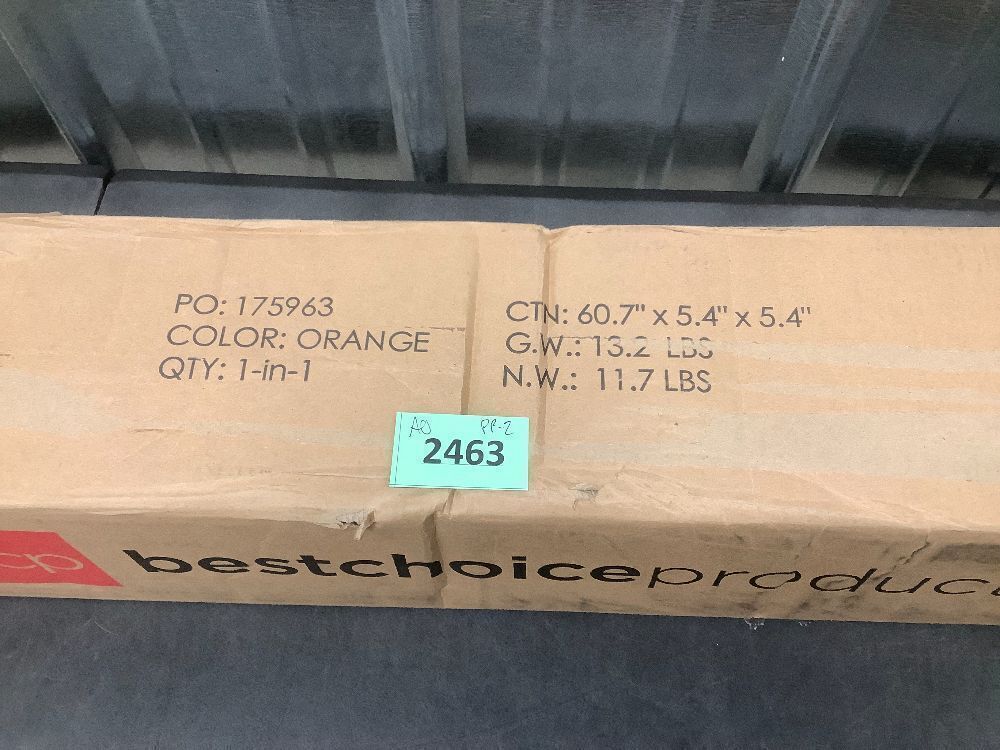 PO: 175963
COLOR: ORANGE
QTY: 1-in-1
CTN: 60.7" x 5.4" x 5.4"
G.W.: 13.2 LBS
N.W.: 11.7 LBS
AO PP-2
2463
cp
bestchoiceproduc